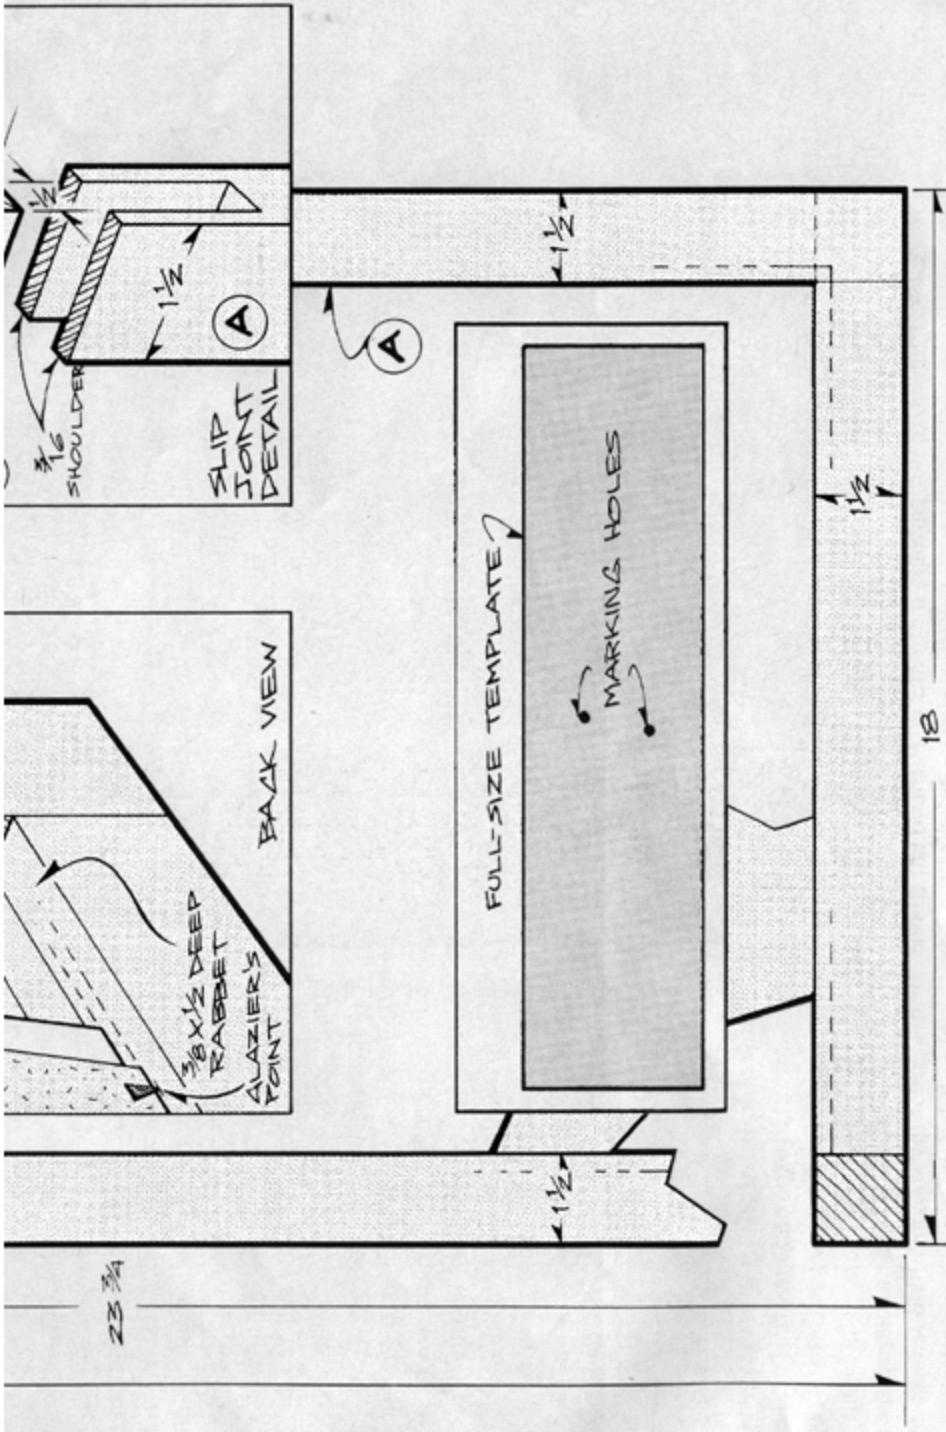 1/2
1 1/2
A
3/16
SHOULDER
SLIP
JOINT
DETAIL
1 1/2
A
FULL-SIZE TEMPLATE
MARKING HOLES
1 1/2
18
BACK VIEW
3/8 X 1/2 DEEP
RABBET
GLAZIER'S
POINT
1 1/2
23 3/4